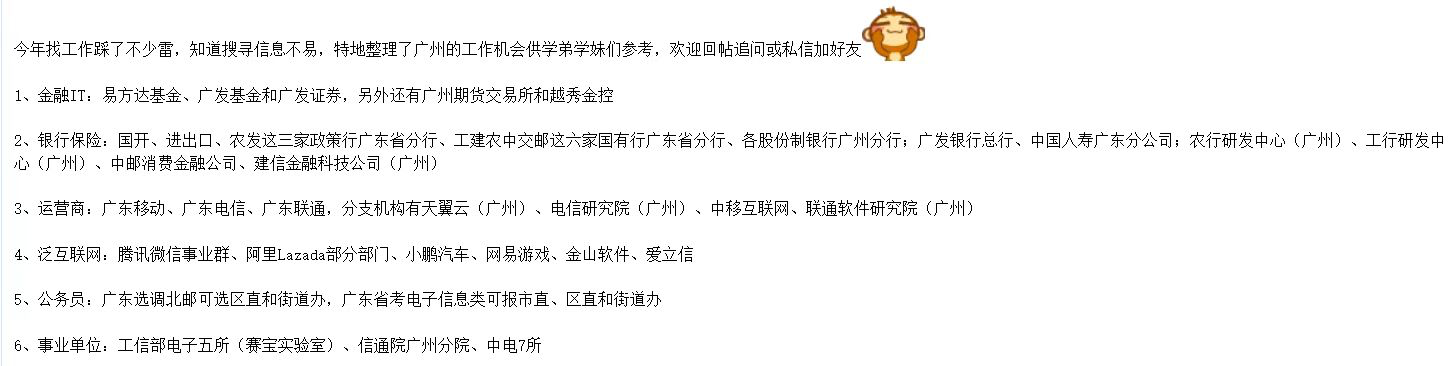 今年找工作踩了不少雷，知道搜寻信息不易，特地整理了广州的工作机会供学弟学妹们参考，欢迎回帖追问或私信加好友
1、金融IT：易方达基金、广发基金和广发证券，另外还有广州期货交易所和越秀金控
2、银行保险：国开、进出口、农发这三家政策行广东省分行、工建农中交邮这六家国有行广东省分行、各股份制银行广州分行；广发银行总行、中国人寿广东分公司；农行研发中心（广州）、工行研发中
心（广州）、中邮消费金融公司、建信金融科技公司（广州）
3、运营商：广东移动、广东电信、广东联通，分支机构有天翼云（广州）、电信研究院（广州）、中移互联网、联通软件研究院（广州）
4、泛互联网：腾讯微信事业群、阿里Lazada部分部门、小鹏汽车、网易游戏、金山软件、爱立信
5、公务员：广东选调北邮可选区直和街道办，广东省考电子信息类可报市直、区直和街道办
6、事业单位：工信部电子五所（赛宝实验室）、信通院广州分院、中电7所